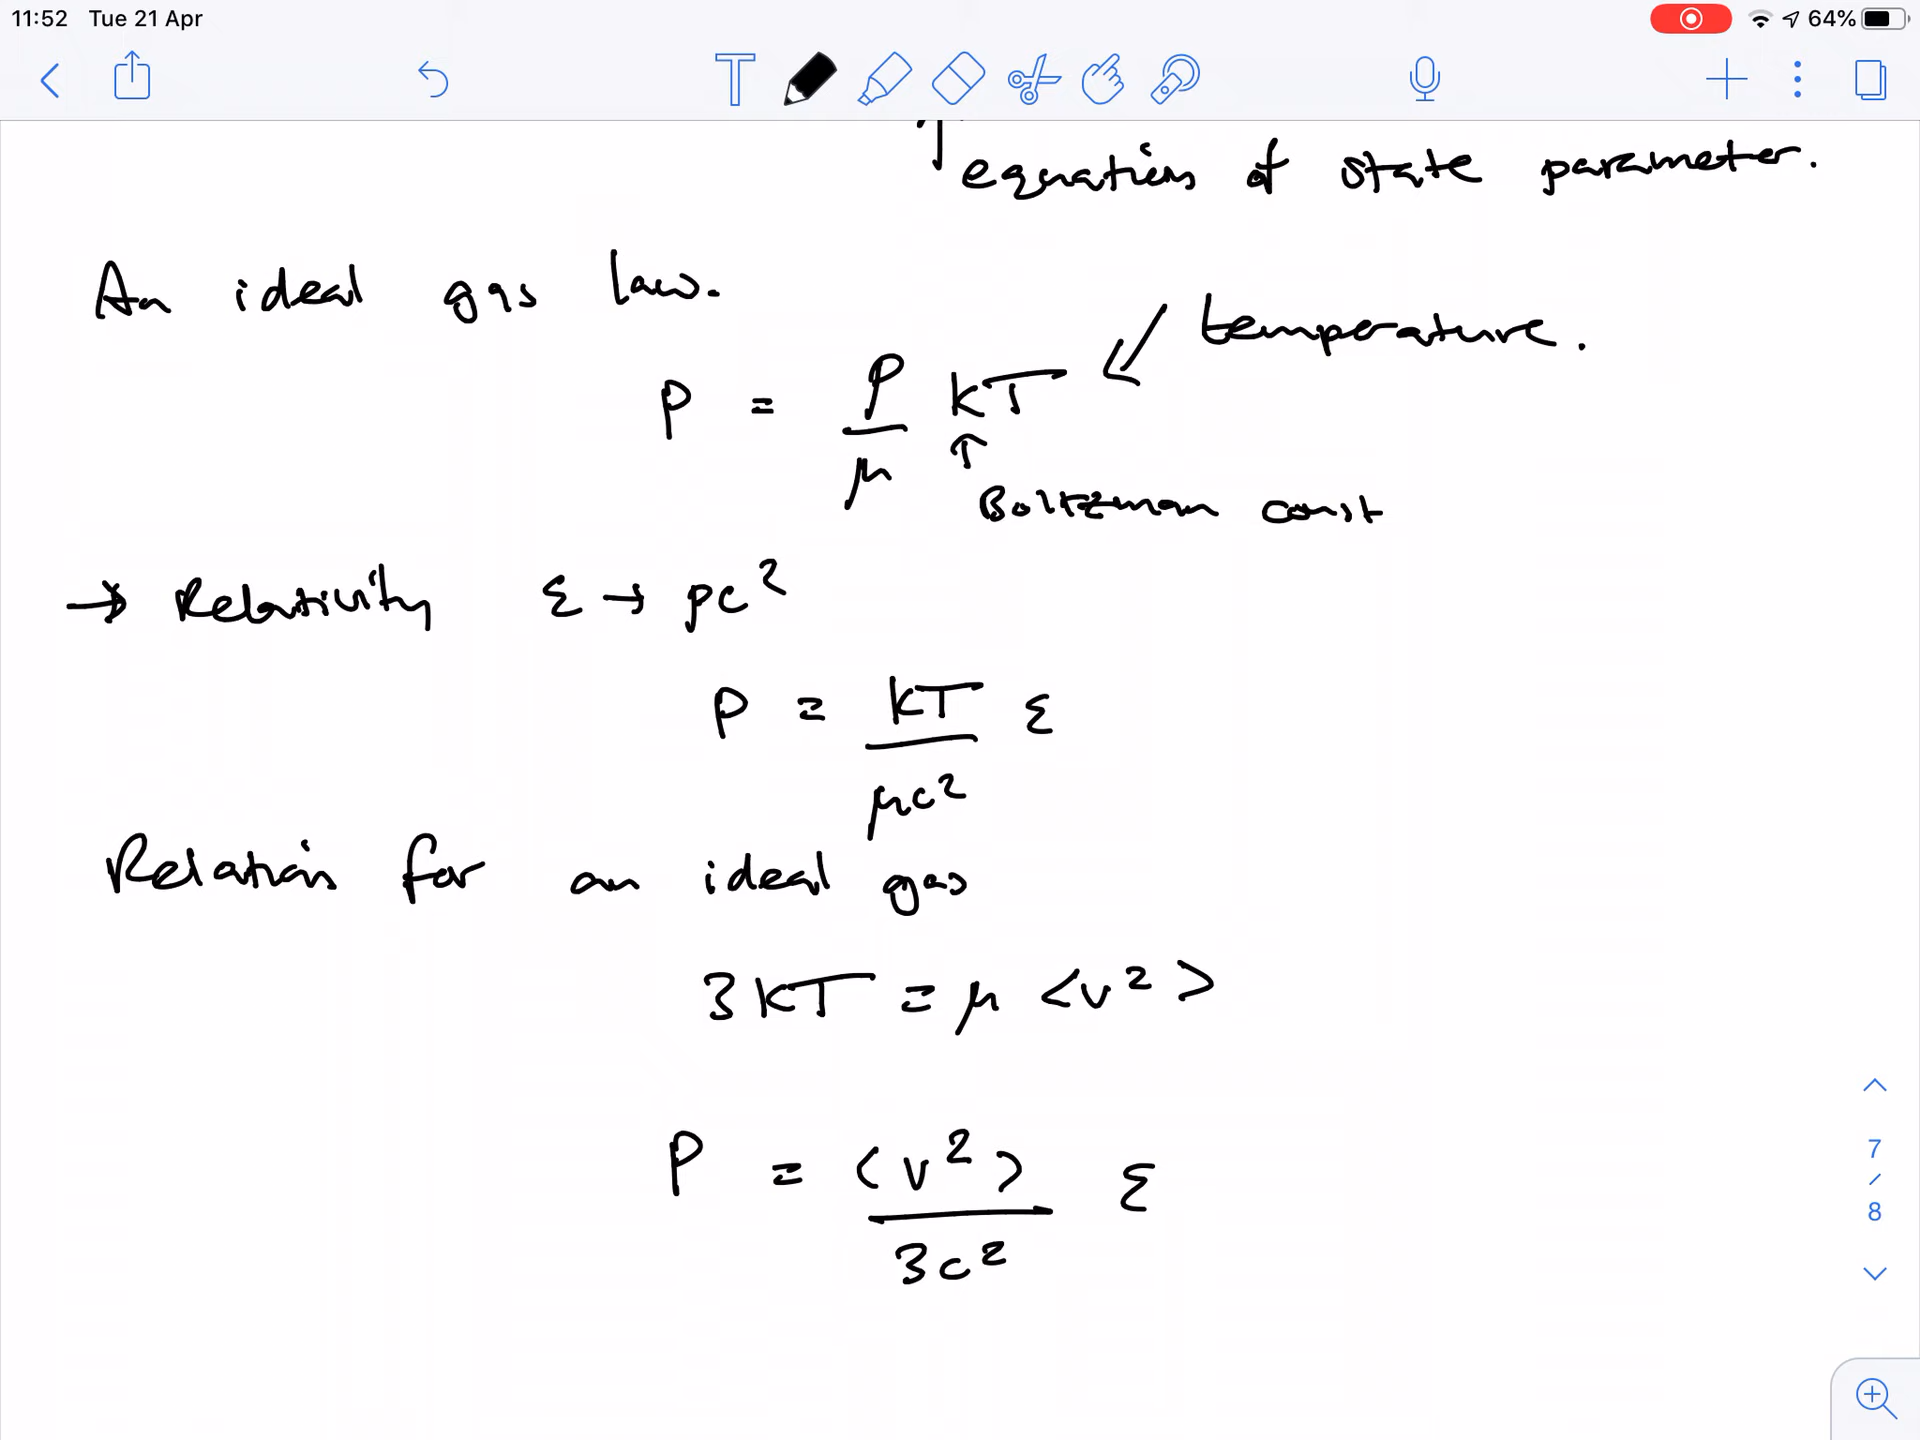 11:52 Tue 21 Apr 64%
T
equations of state parameter.
An ideal gas law.
temperature.
P = ρ/μ kT
Boltzman const
→ Relativity ε → ρc²
P = kT/μc² ε
Relation for an ideal gas
3kT = μ <v²>
P = <v²>/3c² ε
7
/
8